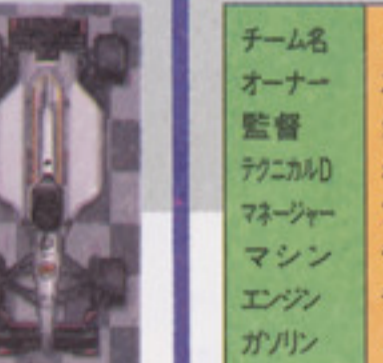 チーム名
オーナー
監督
テクニカルD
マネージャー
マシン
エンジン
ガソリン